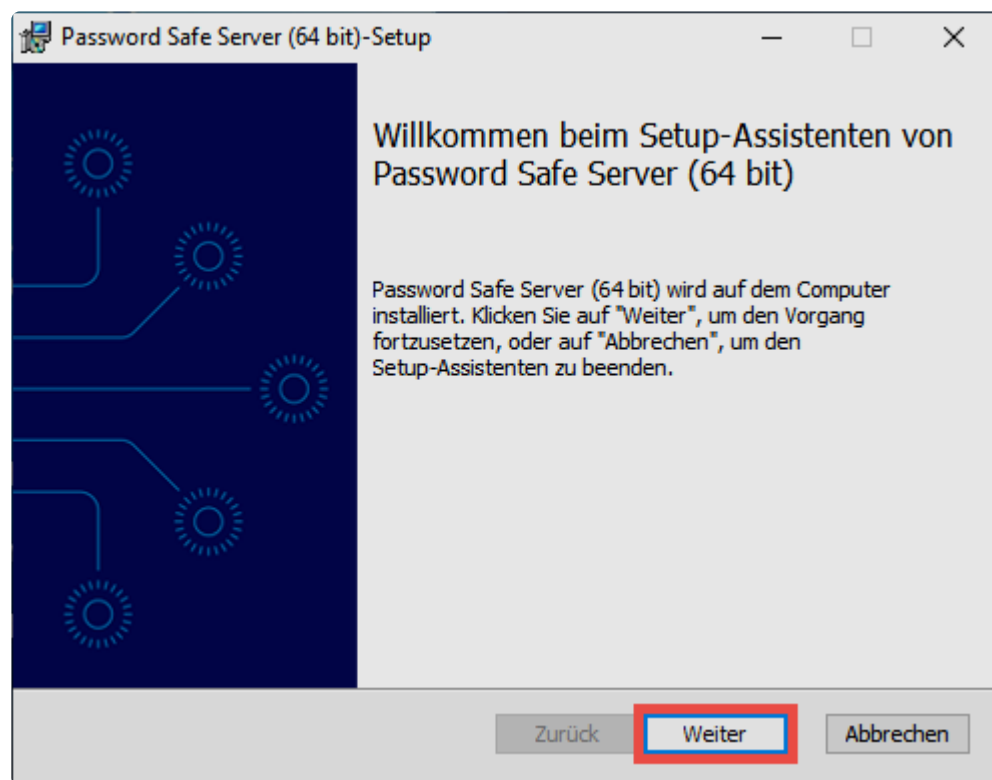 Password Safe Server (64 bit)-Setup
Willkommen beim Setup-Assistenten von
Password Safe Server (64 bit)
Password Safe Server (64 bit) wird auf dem Computer
installiert. Klicken Sie auf "Weiter", um den Vorgang
fortzusetzen, oder auf "Abbrechen", um den
Setup-Assistenten zu beenden.
Zurück Weiter Abbrechen